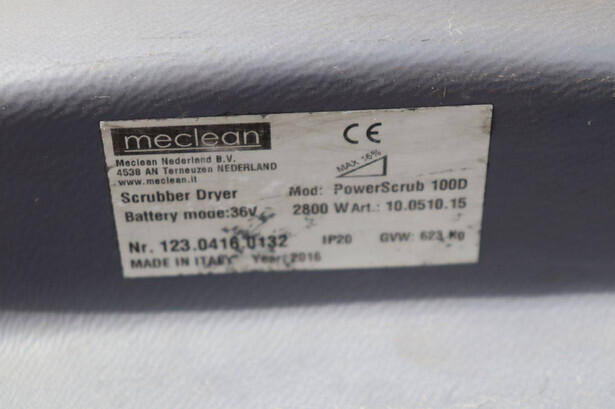 meclean
CE
Meclean Nederland B.V.
4538 AN Terneuzen NEDERLAND
www.meclean.it
MAX 16%
Scrubber Dryer Mod: PowerScrub 100D
Battery mode:36V 2800 W Art.: 10.0510.15
Nr. 123.0416.0132 IP20 GVW: 623 Kg
MADE IN ITALY Year: 2016